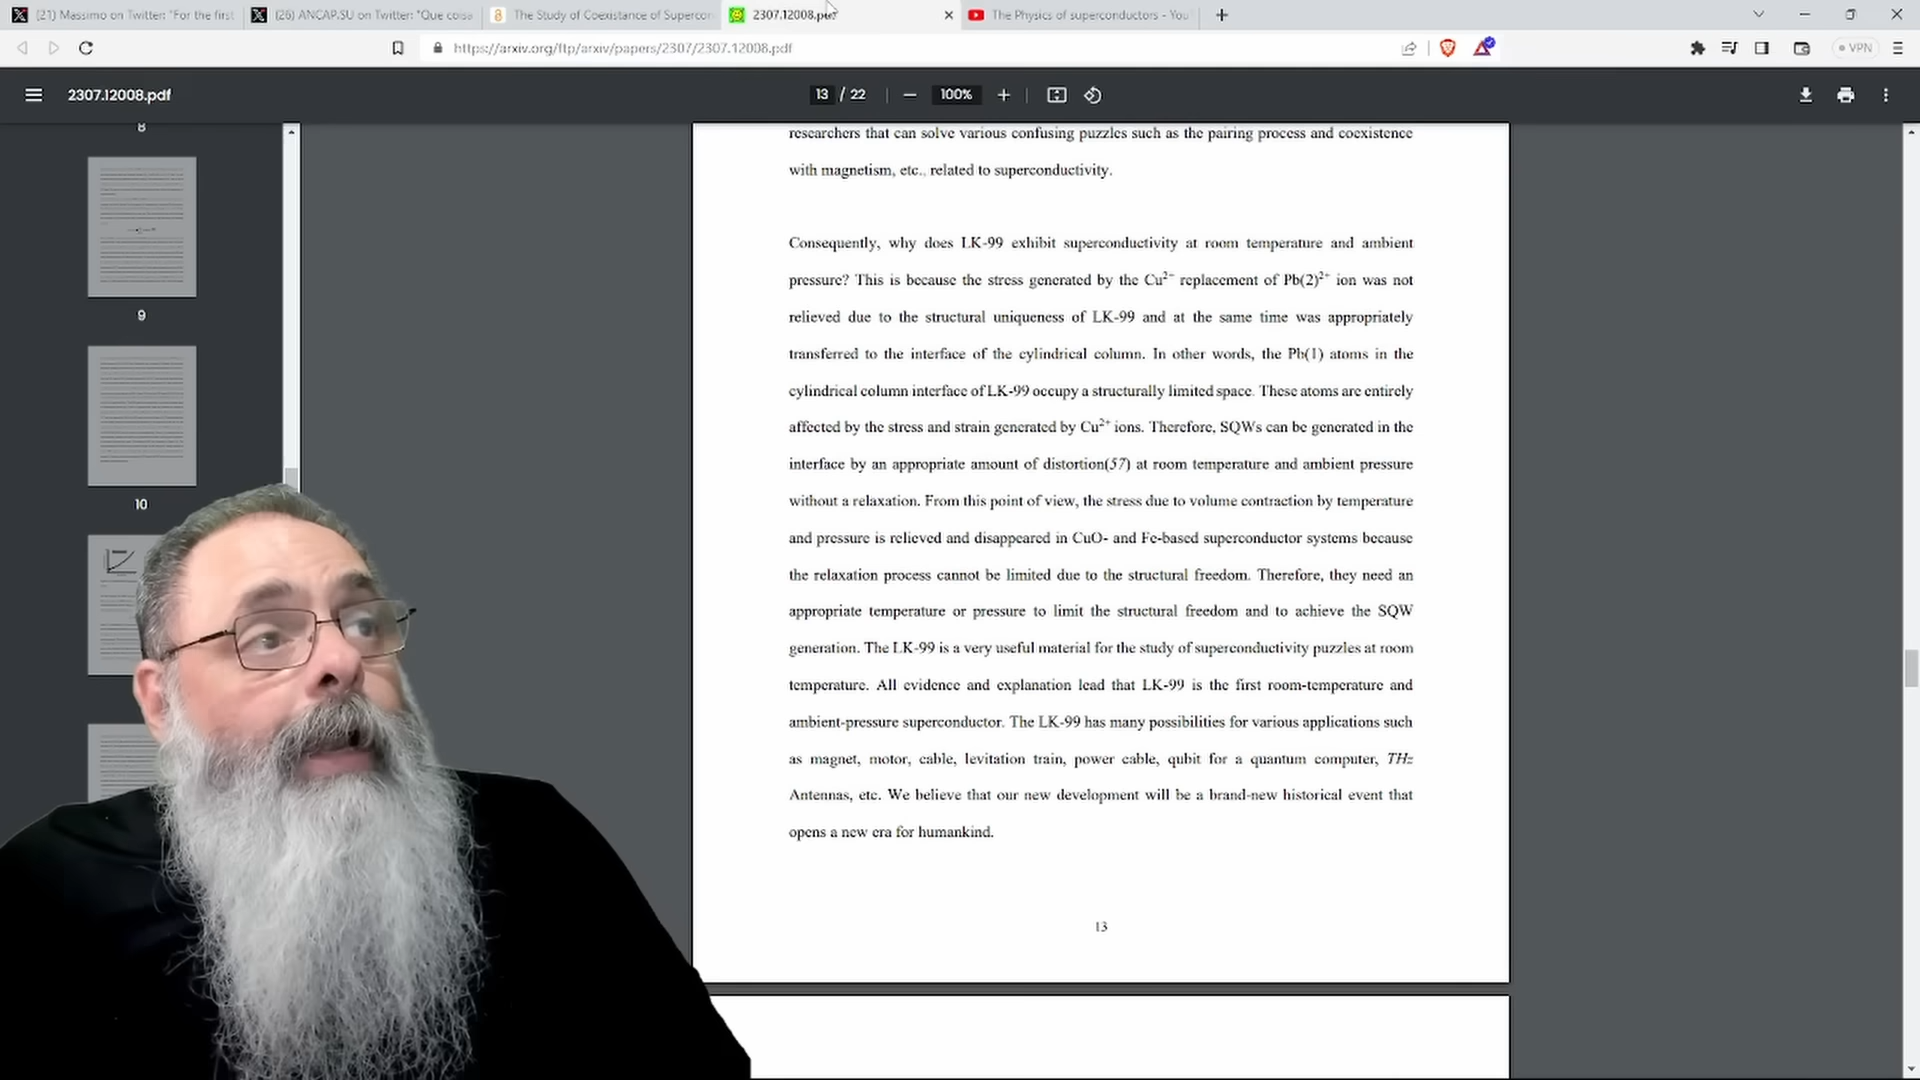 (21) Massimo on Twitter: "For the first
(26) ANCAP.SU on Twitter: "Que coisa
The Study of Coexistance of Supercon
2307.12008.pdf
The Physics of superconductors - You
https://arxiv.org/ftp/arxiv/papers/2307/2307.12008.pdf
VPN
2307.12008.pdf
13 / 22
100%
8
9
10
researchers that can solve various confusing puzzles such as the pairing process and coexistence
with magnetism, etc., related to superconductivity.
Consequently, why does LK-99 exhibit superconductivity at room temperature and ambient
pressure? This is because the stress generated by the Cu²⁺ replacement of Pb(2)²⁺ ion was not
relieved due to the structural uniqueness of LK-99 and at the same time was appropriately
transferred to the interface of the cylindrical column. In other words, the Pb(1) atoms in the
cylindrical column interface of LK-99 occupy a structurally limited space. These atoms are entirely
affected by the stress and strain generated by Cu²⁺ ions. Therefore, SQWs can be generated in the
interface by an appropriate amount of distortion(57) at room temperature and ambient pressure
without a relaxation. From this point of view, the stress due to volume contraction by temperature
and pressure is relieved and disappeared in CuO- and Fe-based superconductor systems because
the relaxation process cannot be limited due to the structural freedom. Therefore, they need an
appropriate temperature or pressure to limit the structural freedom and to achieve the SQW
generation. The LK-99 is a very useful material for the study of superconductivity puzzles at room
temperature. All evidence and explanation lead that LK-99 is the first room-temperature and
ambient-pressure superconductor. The LK-99 has many possibilities for various applications such
as magnet, motor, cable, levitation train, power cable, qubit for a quantum computer, THz
Antennas, etc. We believe that our new development will be a brand-new historical event that
opens a new era for humankind.
13